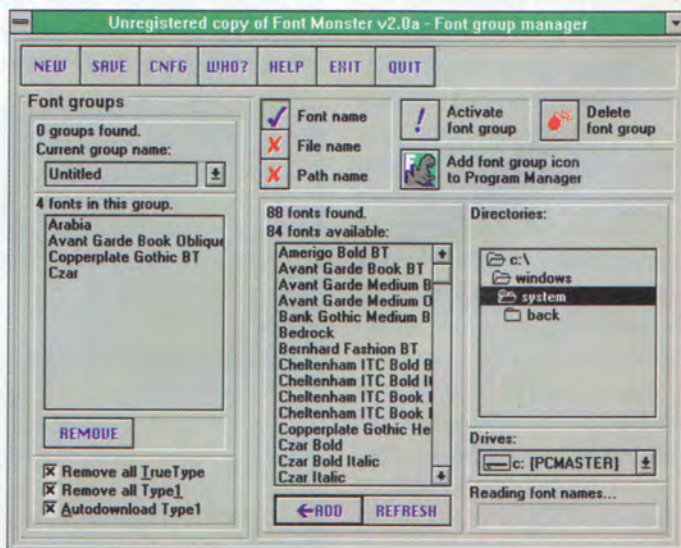 Unregistered copy of Font Monster v2.0a - Font group manager
NEW SAVE CNFG WHO? HELP EXIT QUIT
Font groups
0 groups found.
Current group name:
Untitled
4 fonts in this group.
Arabia
Avant Garde Book Oblique
Copperplate Gothic BT
Czar
REMOVE
Remove all TrueType
Remove all Type1
Autodownload Type1
Font name
File name
Path name
! Activate font group
Delete font group
Add font group icon
to Program Manager
88 fonts found.
84 fonts available:
Amerigo Bold BT
Avant Garde Book BT
Avant Garde Medium B
Avant Garde Medium O
Bank Gothic Medium B
Bedrock
Bernhard Fashion BT
Cheltenham ITC Bold B
Cheltenham ITC Bold It
Cheltenham ITC Book I
Cheltenham ITC Book I
Copperplate Gothic He
Czar Bold
Czar Bold Italic
Czar Italic
ADD REFRESH
Directories:
c:\
windows
system
back
Drives:
c: [PCMASTER]
Reading font names...